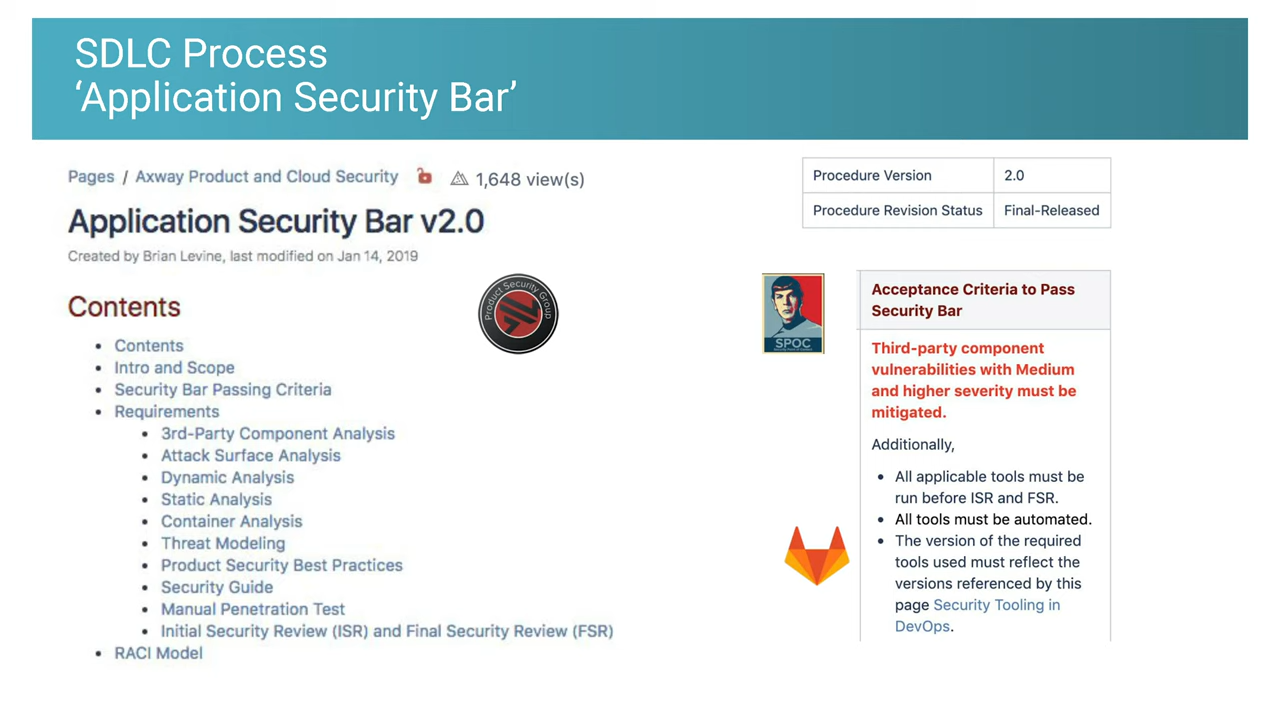 SDLC Process
‘Application Security Bar’
Pages / Axway Product and Cloud Security 1,648 view(s)
Application Security Bar v2.0
Created by Brian Levine, last modified on Jan 14, 2019
Contents
• Contents
• Intro and Scope
• Security Bar Passing Criteria
• Requirements
• 3rd-Party Component Analysis
• Attack Surface Analysis
• Dynamic Analysis
• Static Analysis
• Container Analysis
• Threat Modeling
• Product Security Best Practices
• Security Guide
• Manual Penetration Test
• Initial Security Review (ISR) and Final Security Review (FSR)
• RACI Model
Product Security Group
Procedure Version 2.0
Procedure Revision Status Final-Released
SPOC
Acceptance Criteria to Pass
Security Bar
Third-party component
vulnerabilities with Medium
and higher severity must be
mitigated.
Additionally,
• All applicable tools must be
run before ISR and FSR.
• All tools must be automated.
• The version of the required
tools used must reflect the
versions referenced by this
page Security Tooling in
DevOps.